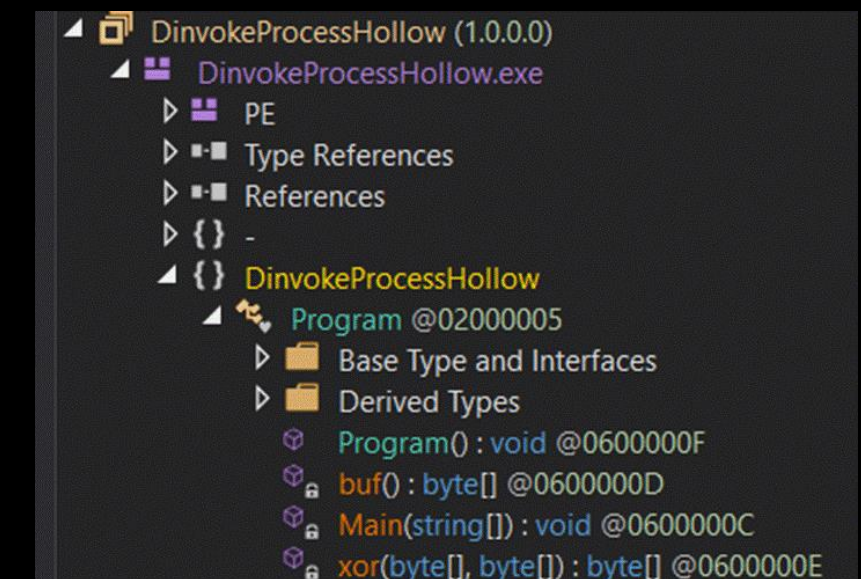 DinvokeProcessHollow (1.0.0.0)
DinvokeProcessHollow.exe
PE
Type References
References
{ } -
{ } DinvokeProcessHollow
Program @02000005
Base Type and Interfaces
Derived Types
Program() : void @0600000F
buf() : byte[] @0600000D
Main(string[]) : void @0600000C
xor(byte[], byte[]) : byte[] @0600000E